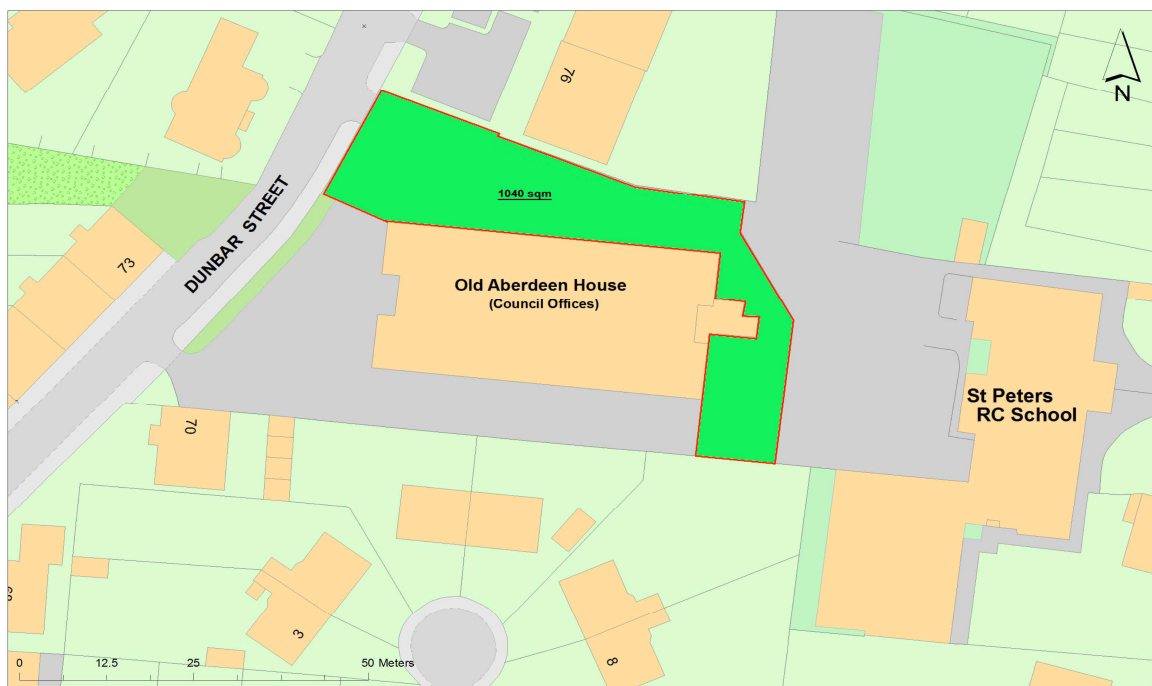 76
N
1040 sqm
DUNBAR STREET
73
Old Aberdeen House
(Council Offices)
St Peters
RC School
70
3
8
0 12.5 25 50 Meters